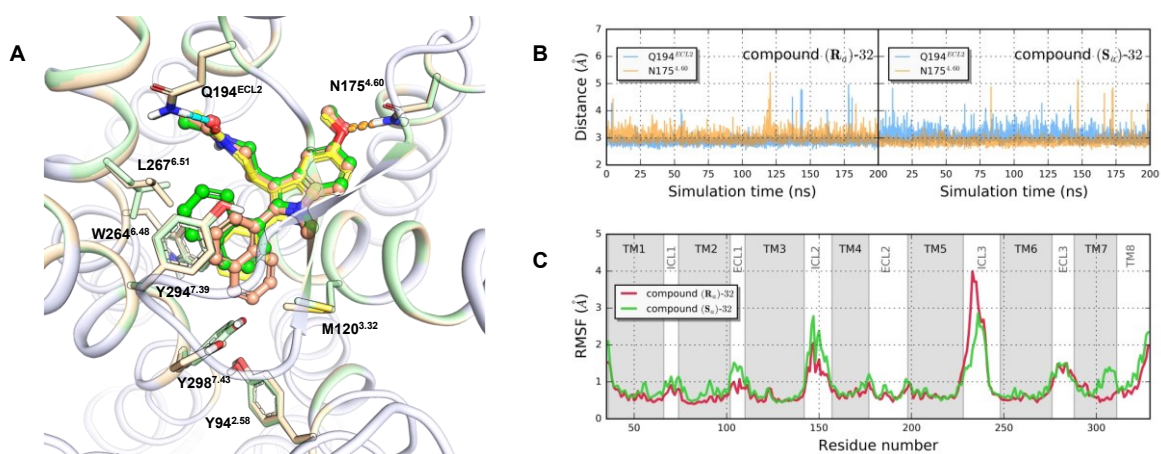 A
Q194ECL2
N1754.60
L2676.51
W2646.48
Y2947.39
M1203.32
Y2987.43
Y942.58
B
7
6
5
4
3
2
Distance (Å)
Q194ECL2
N1754.60
compound (Ra)-32
Q194ECL2
N1754.60
compound (Sa)-32
0 25 50 75 100 125 150 175 200
0 25 50 75 100 125 150 175 200
Simulation time (ns)
Simulation time (ns)
C
5
4
3
2
1
0
RMSF (Å)
TM1 ICL1 TM2 ECL1 TM3 ICL2 TM4 ECL2 TM5 ICL3 TM6 ECL3 TM7 TM8
compound (Ra)-32
compound (Sa)-32
50 100 150 200 250 300
Residue number